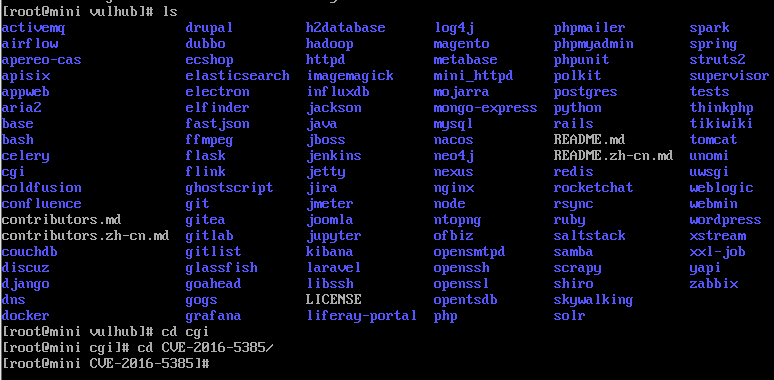 [root@mini vulhub]# ls
activemq drupal h2database log4j phpmailer spark
airflow dubbo hadoop magento phpmyadmin spring
apereo-cas ecshop httpd metabase phpunit struts2
apisix elasticsearch imagemagick mini_httpd polkit supervisor
appweb electron influxdb mojarra postgres tests
aria2 elfinder jackson mongo-express python thinkphp
base fastjson java mysql rails tikiwiki
bash ffmpeg jboss nacos README.md tomcat
celery flask jenkins neo4j README.zh-cn.md unomi
cgi flink jetty nexus redis uwsgi
coldfusion ghostscript jira nginx rocketchat weblogic
confluence git jmeter node rsync webmin
contributors.md gitea joomla ntopng ruby wordpress
contributors.zh-cn.md gitlab jupyter ofbiz saltstack xstream
couchdb gitlist kibana opensmtpd samba xxl-job
discuz glassfish laravel openssh scrapy yapi
django goahead libssh openssl shiro zabbix
dns gogs LICENSE opentsdb skywalking
docker grafana liferay-portal php solr
[root@mini vulhub]# cd cgi
[root@mini cgi]# cd CVE-2016-5385/
[root@mini CVE-2016-5385]#